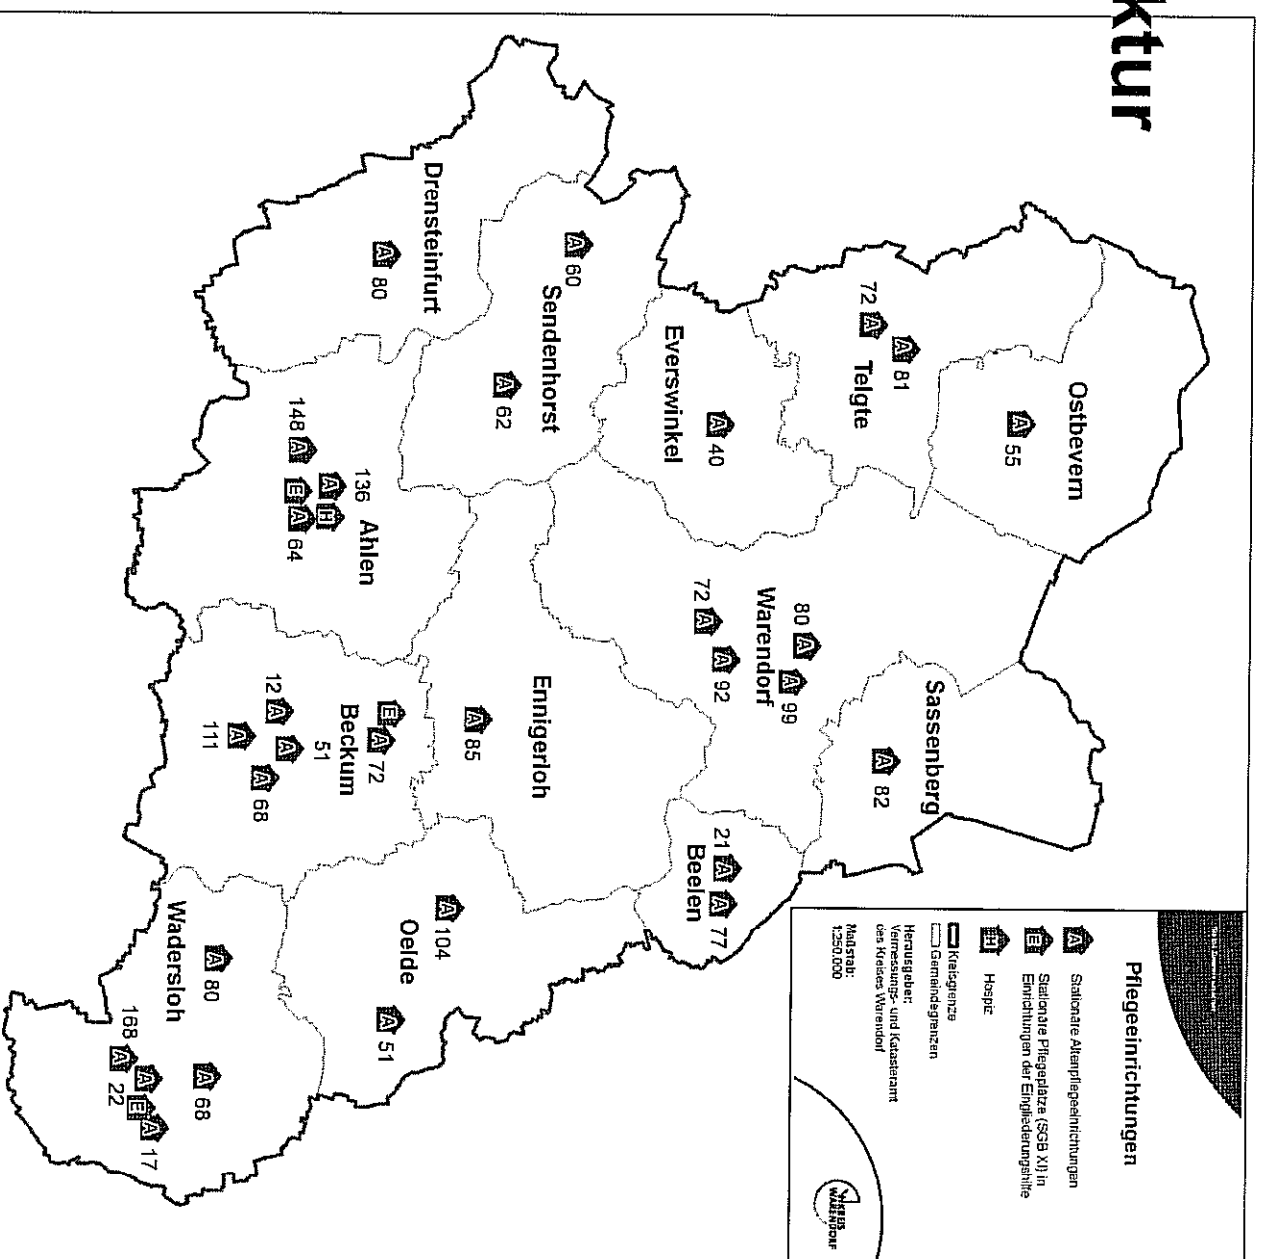 ktur
Pflegeeinrichtungen
A Stationäre Altenpflegeeinrichtungen
E Stationäre Pflegeplätze (SGB XI) in
Einrichtungen der Eingliederungshilfe
H Hospiz
Kreisgrenze
Gemeindegrenzen
Herausgeber:
Vermessungs- und Katasteramt
des Kreises Warendorf
Maßstab:
1:250.000
KREIS
WARENDORF
Ostbevern
A 55
72 A
A 81
Telgte
Everswinkel
A 40
80 A
A 99
Warendorf
72 A
A 92
Sassenberg
A 82
21 A
A 77
Beelen
A 60
Sendenhorst
A 62
Drensteinfurt
A 80
Ennigerloh
A 85
148 A
136 A
H
Ahlen
E
A 64
E
A 72
Beckum
51 A
12 A
111 A
A 68
A 104
Oelde
A 51
Wadersloh
A 80
A 68
168 A
A 22
E
A 17